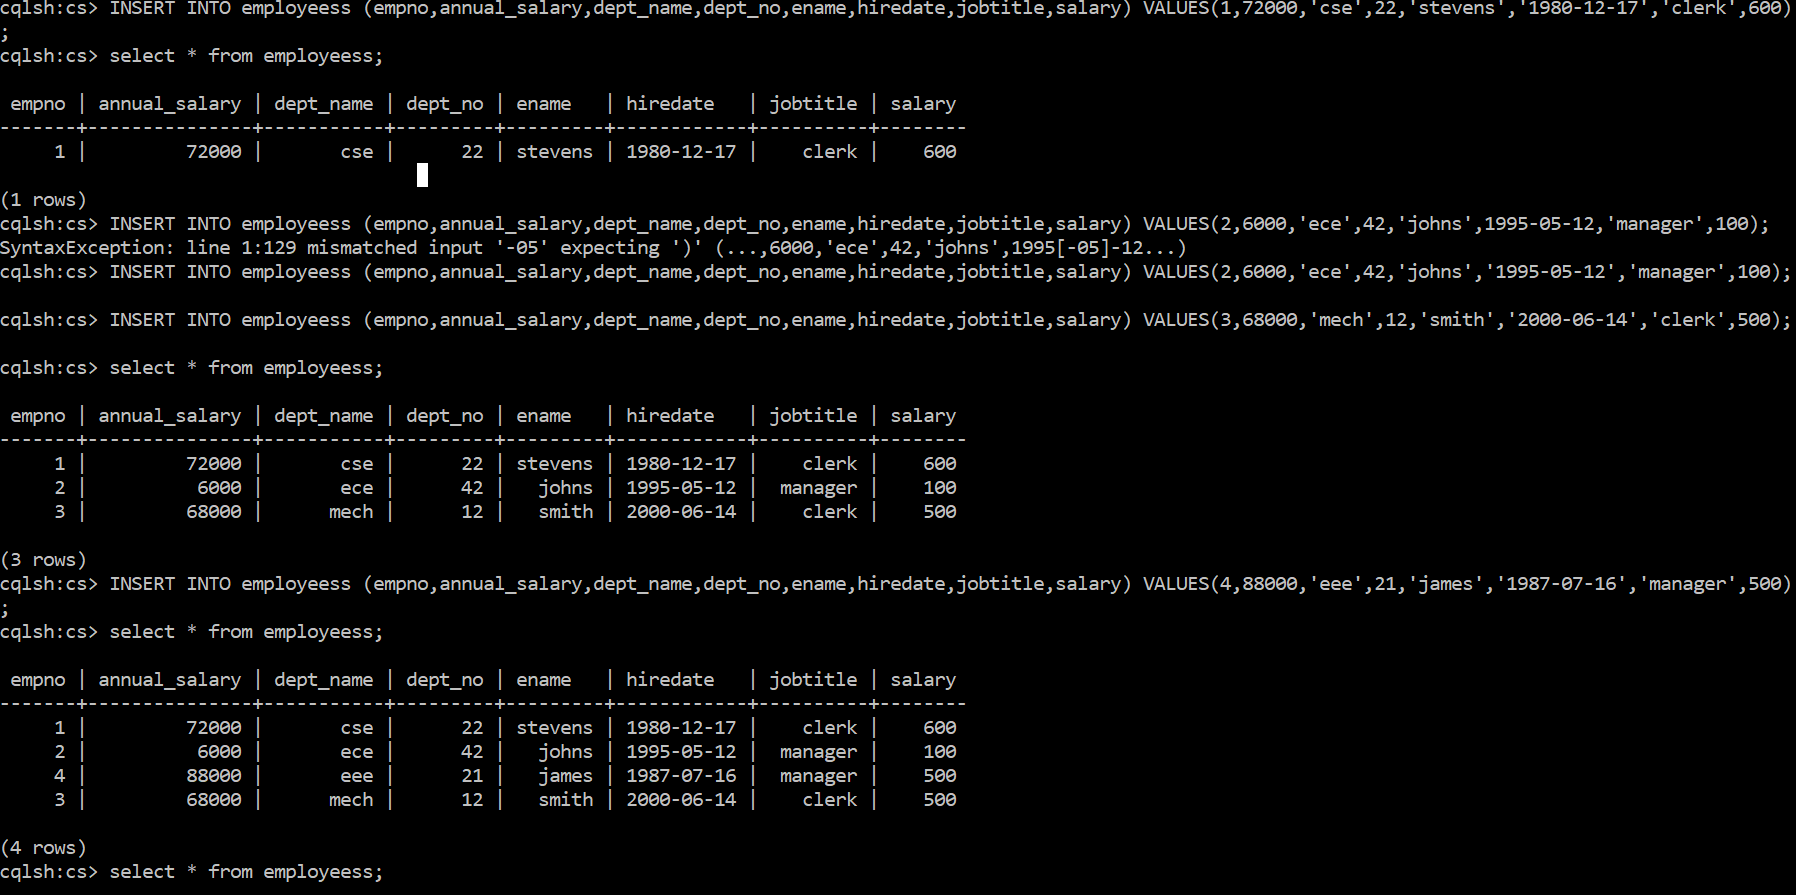 cqlsh:cs> INSERT INTO employeess (empno,annual_salary,dept_name,dept_no,ename,hiredate,jobtitle,salary) VALUES(1,72000,'cse',22,'stevens','1980-12-17','clerk',600)
;
cqlsh:cs> select * from employeess;
 empno | annual_salary | dept_name | dept_no | ename   | hiredate   | jobtitle | salary
-------+---------------+-----------+---------+---------+------------+----------+--------
     1 |         72000 |       cse |      22 | stevens | 1980-12-17 |    clerk |    600
(1 rows)
cqlsh:cs> INSERT INTO employeess (empno,annual_salary,dept_name,dept_no,ename,hiredate,jobtitle,salary) VALUES(2,6000,'ece',42,'johns',1995-05-12,'manager',100);
SyntaxException: line 1:129 mismatched input '-05' expecting ')' (...,6000,'ece',42,'johns',1995[-05]-12...)
cqlsh:cs> INSERT INTO employeess (empno,annual_salary,dept_name,dept_no,ename,hiredate,jobtitle,salary) VALUES(2,6000,'ece',42,'johns','1995-05-12','manager',100);
cqlsh:cs> INSERT INTO employeess (empno,annual_salary,dept_name,dept_no,ename,hiredate,jobtitle,salary) VALUES(3,68000,'mech',12,'smith','2000-06-14','clerk',500);
cqlsh:cs> select * from employeess;
 empno | annual_salary | dept_name | dept_no | ename   | hiredate   | jobtitle | salary
-------+---------------+-----------+---------+---------+------------+----------+--------
     1 |         72000 |       cse |      22 | stevens | 1980-12-17 |    clerk |    600
     2 |          6000 |       ece |      42 |   johns | 1995-05-12 |  manager |    100
     3 |         68000 |      mech |      12 |   smith | 2000-06-14 |    clerk |    500
(3 rows)
cqlsh:cs> INSERT INTO employeess (empno,annual_salary,dept_name,dept_no,ename,hiredate,jobtitle,salary) VALUES(4,88000,'eee',21,'james','1987-07-16','manager',500)
;
cqlsh:cs> select * from employeess;
 empno | annual_salary | dept_name | dept_no | ename   | hiredate   | jobtitle | salary
-------+---------------+-----------+---------+---------+------------+----------+--------
     1 |         72000 |       cse |      22 | stevens | 1980-12-17 |    clerk |    600
     2 |          6000 |       ece |      42 |   johns | 1995-05-12 |  manager |    100
     4 |         88000 |       eee |      21 |   james | 1987-07-16 |  manager |    500
     3 |         68000 |      mech |      12 |   smith | 2000-06-14 |    clerk |    500
(4 rows)
cqlsh:cs> select * from employeess;